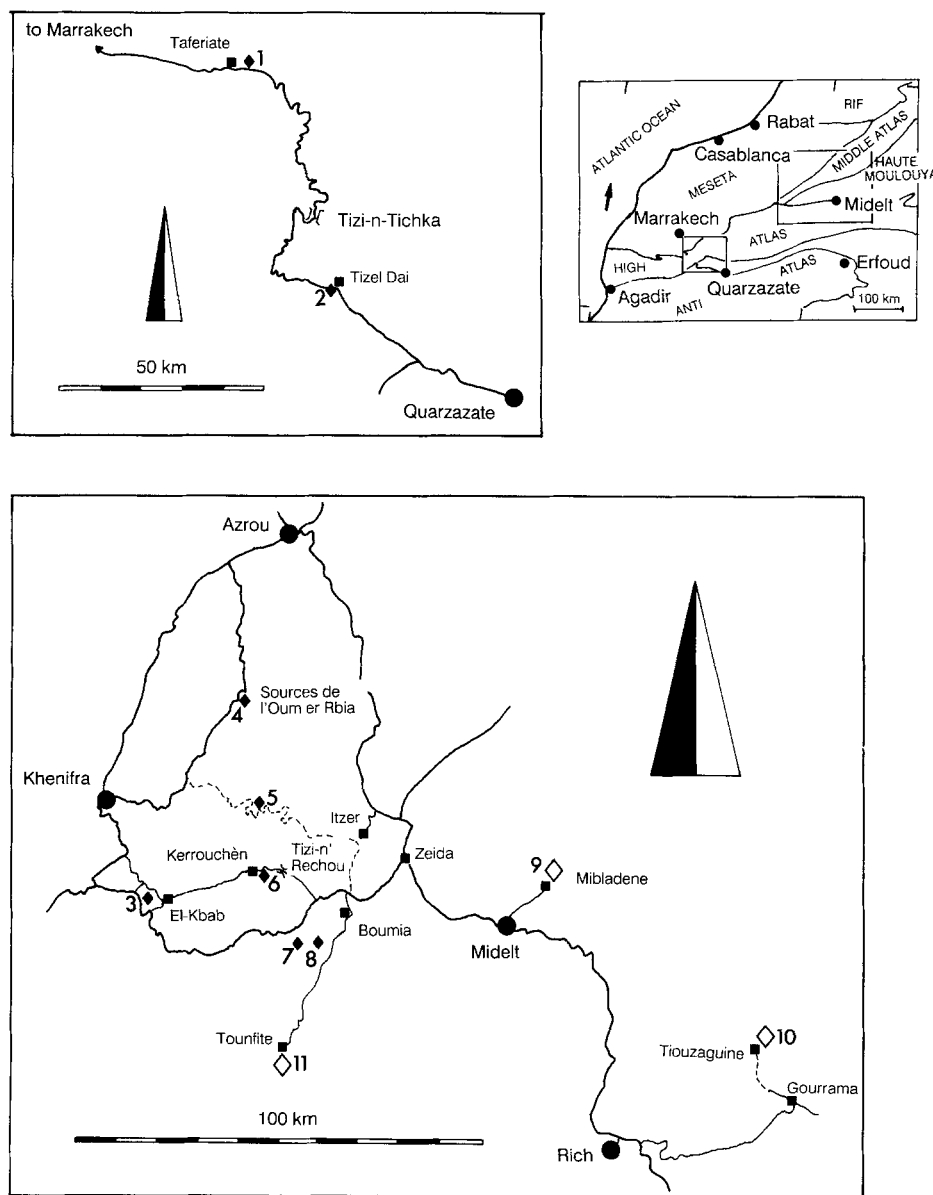 to Marrakech
Taferiate
1
Tizi-n-Tichka
Tizel Dai
2
50 km
Quarzazate
ATLANTIC OCEAN
RIF
Rabat
Casablanca
MIDDLE ATLAS
HAUTE
MOULOUYA
MESETA
Midelt
Marrakech
ATLAS
HIGH
ATLAS
Erfoud
Quarzazate
Agadir
ANTI
100 km
Azrou
Sources de
l'Oum er Rbia
4
Khenifra
5
Itzer
Kerrouchèn
Tizi-n'
Rechou
Zeida
6
9
Mibladene
3
El-Kbab
Boumia
Midelt
7
8
Tounfite
11
10
Tiouzaguine
Gourrama
100 km
Rich